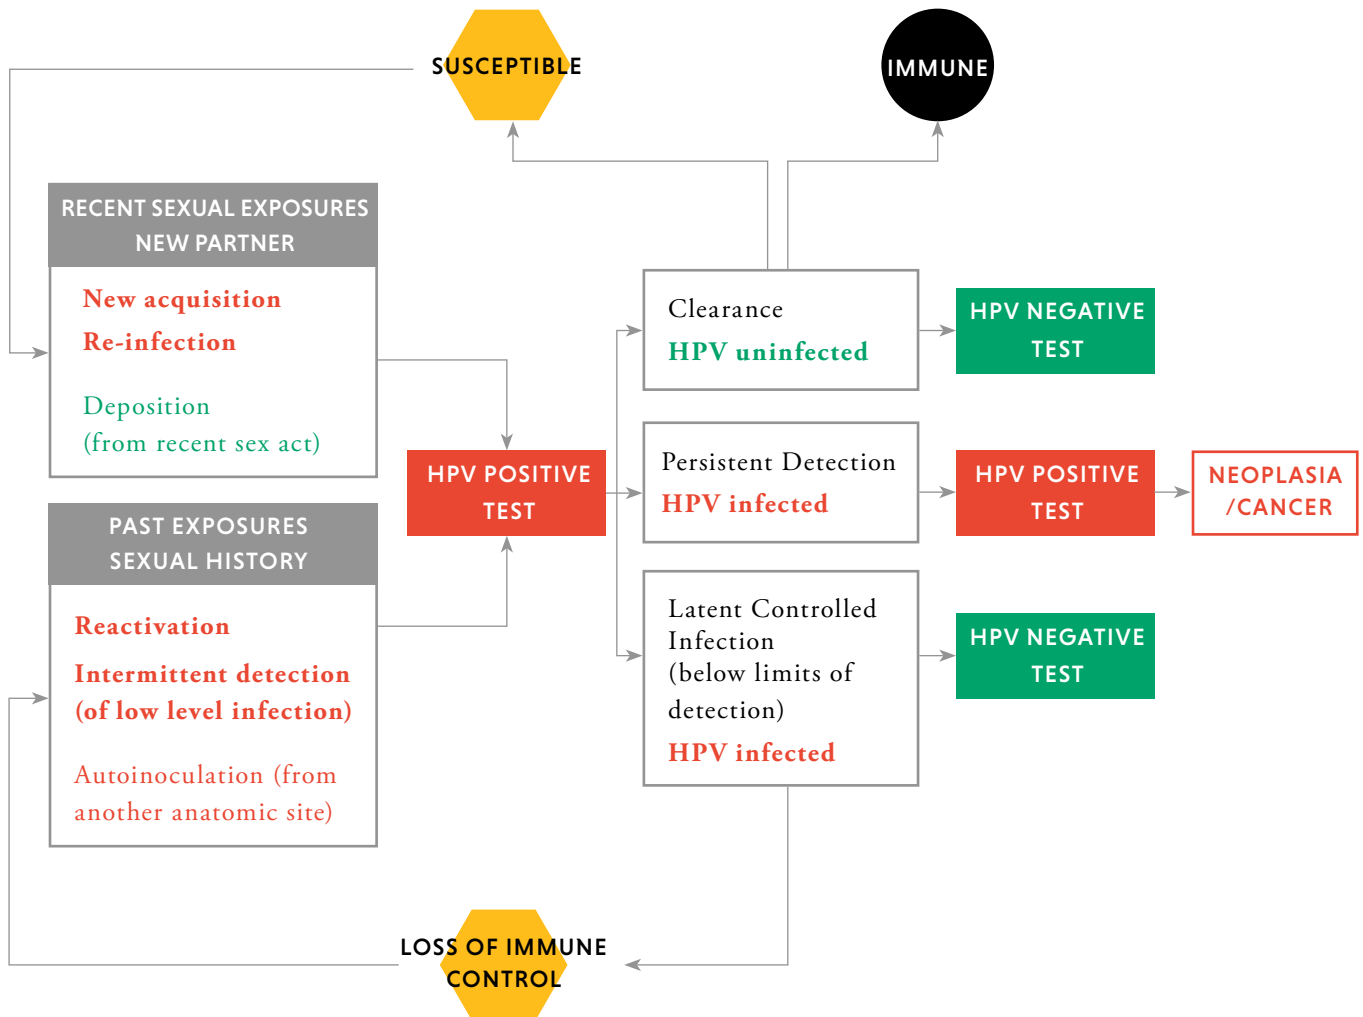 SUSCEPTIBLE
IMMUNE
RECENT SEXUAL EXPOSURES
NEW PARTNER
New acquisition
Re-infection
Deposition
(from recent sex act)
PAST EXPOSURES
SEXUAL HISTORY
Reactivation
Intermittent detection
(of low level infection)
Autoinoculation (from
another anatomic site)
HPV POSITIVE
TEST
Clearance
HPV uninfected
HPV NEGATIVE
TEST
Persistent Detection
HPV infected
HPV POSITIVE
TEST
NEOPLASIA
/CANCER
Latent Controlled
Infection
(below limits of
detection)
HPV infected
HPV NEGATIVE
TEST
LOSS OF IMMUNE
CONTROL